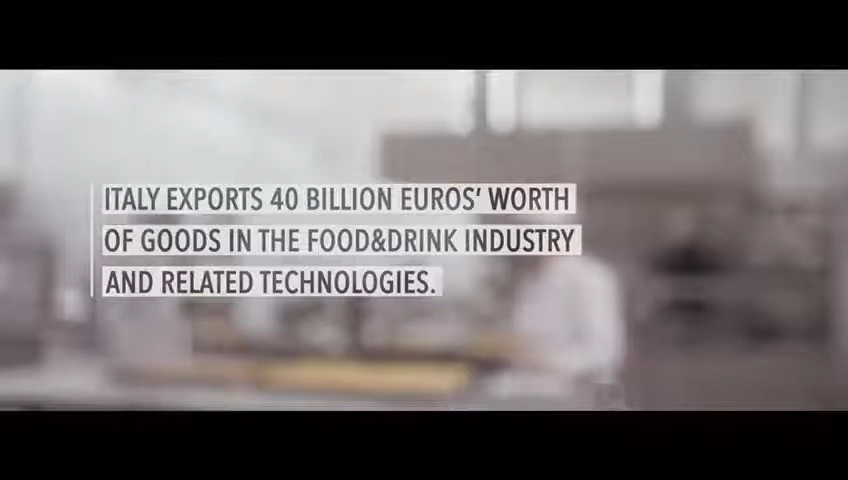 ITALY EXPORTS 40 BILLION EUROS’ WORTH
OF GOODS IN THE FOOD&DRINK INDUSTRY
AND RELATED TECHNOLOGIES.